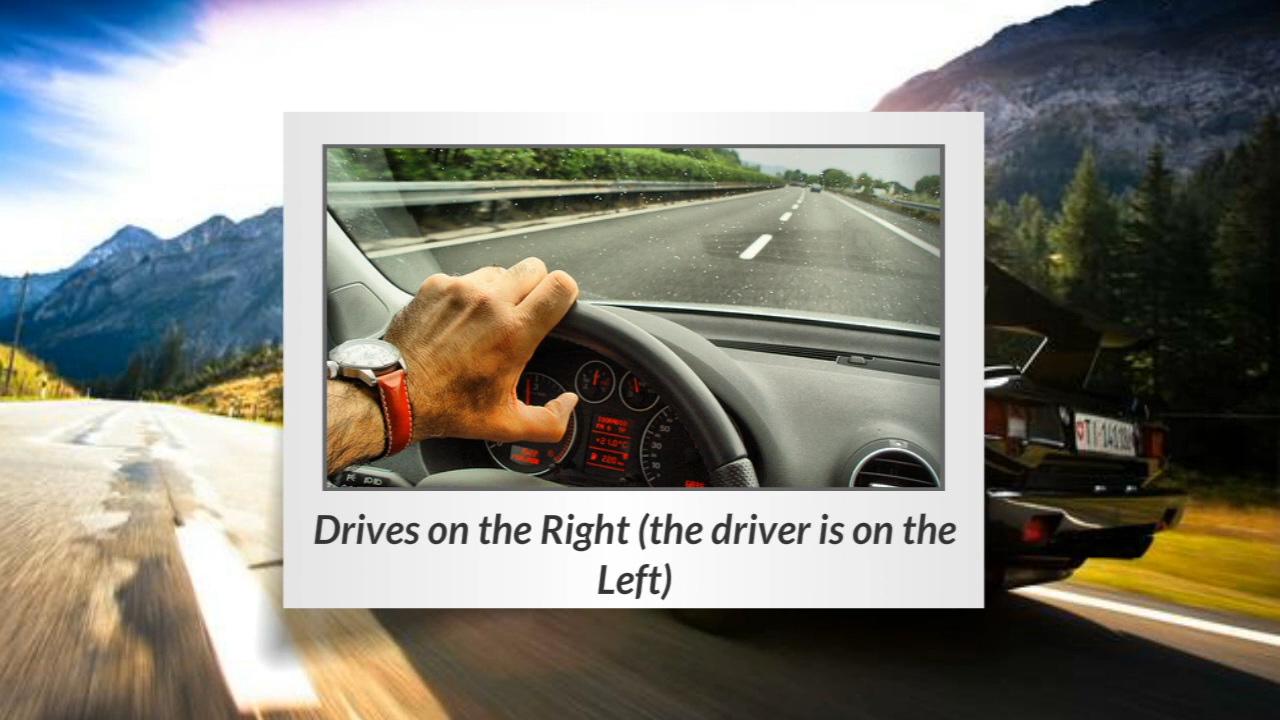 Drives on the Right (the driver is on the
Left)